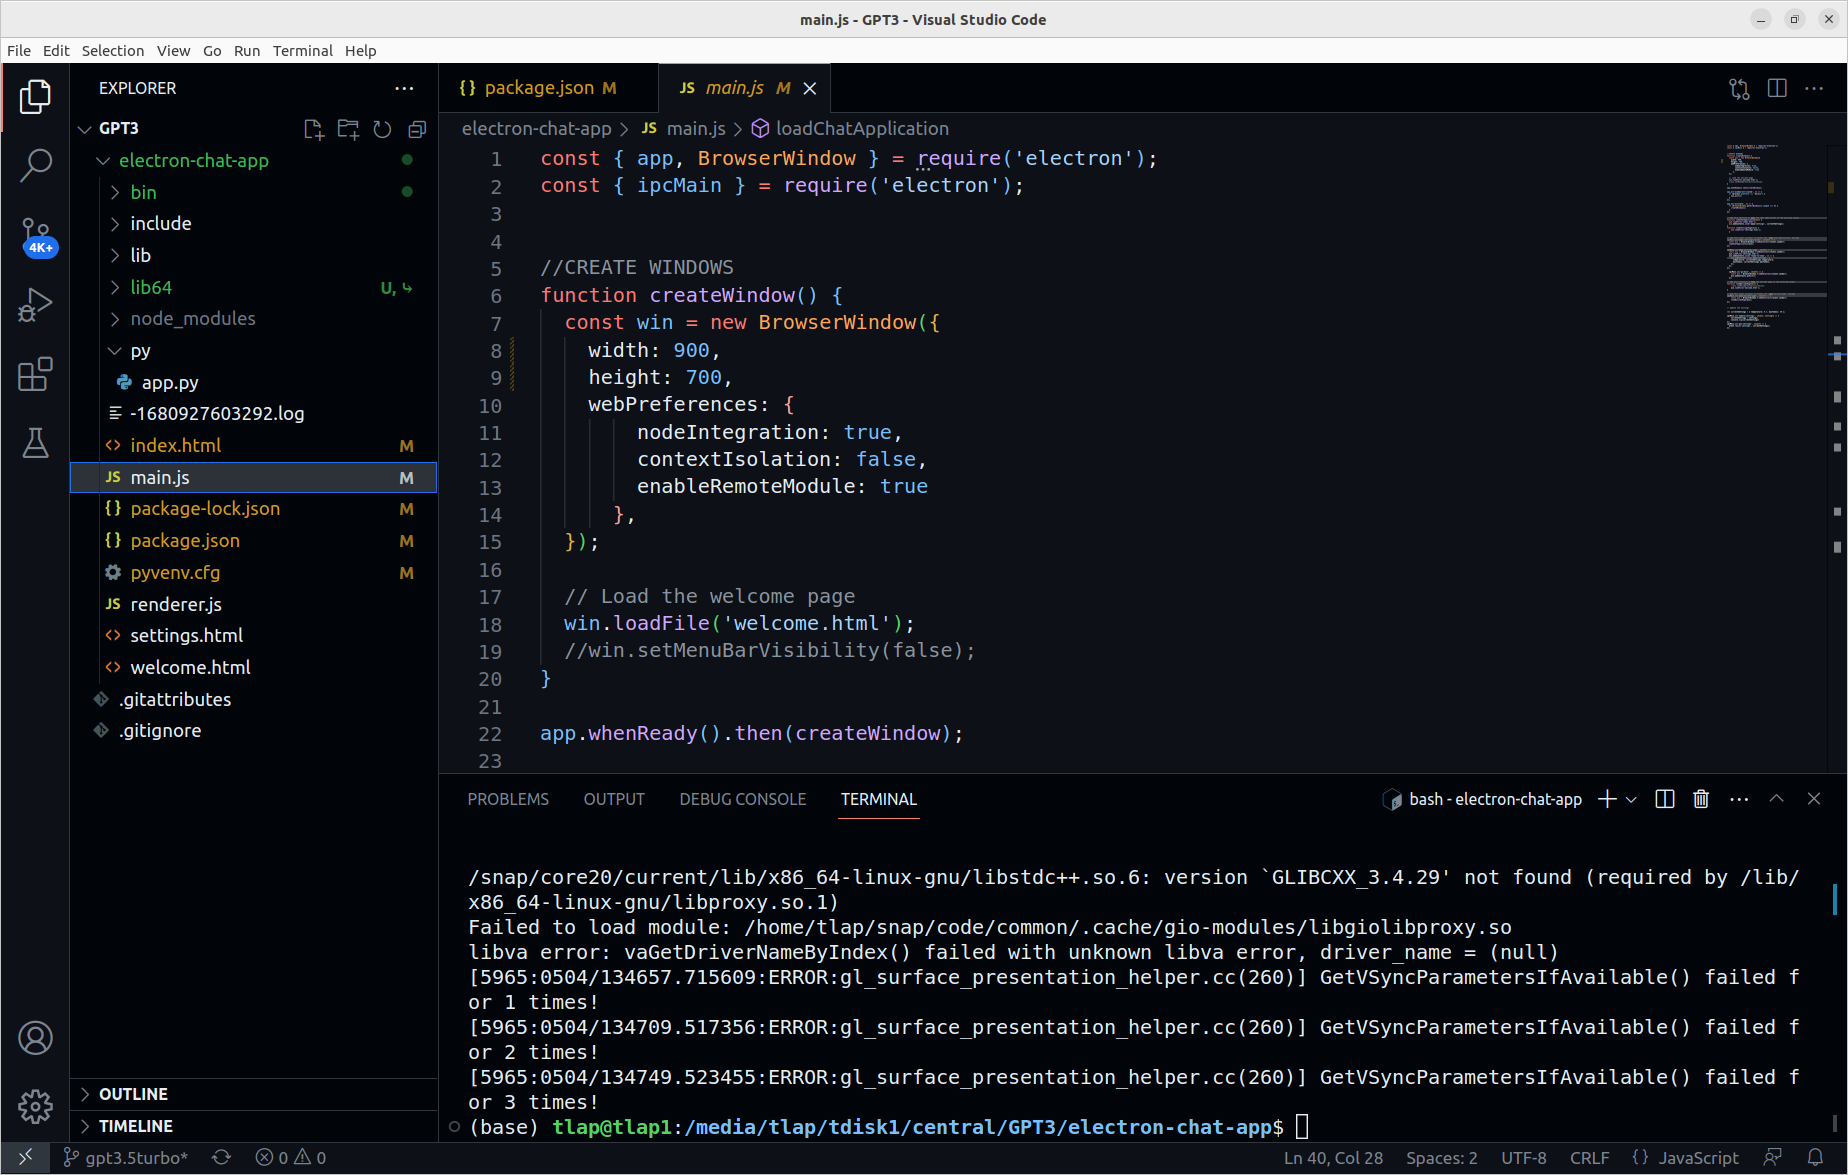 main.js - GPT3 - Visual Studio Code
File Edit Selection View Go Run Terminal Help
EXPLORER
GPT3
electron-chat-app
bin
include
lib
lib64 U,
node_modules
py
app.py
-1680927603292.log
index.html M
main.js M
package-lock.json M
package.json M
pyvenv.cfg M
renderer.js
settings.html
welcome.html
.gitattributes
.gitignore
OUTLINE
TIMELINE
4K+
{} package.json M
JS main.js M
electron-chat-app > JS main.js > loadChatApplication
1 const { app, BrowserWindow } = require('electron');
2 const { ipcMain } = require('electron');
3
4
5 //CREATE WINDOWS
6 function createWindow() {
7 const win = new BrowserWindow({
8 width: 900,
9 height: 700,
10 webPreferences: {
11 nodeIntegration: true,
12 contextIsolation: false,
13 enableRemoteModule: true
14 },
15 });
16
17 // Load the welcome page
18 win.loadFile('welcome.html');
19 //win.setMenuBarVisibility(false);
20 }
21
22 app.whenReady().then(createWindow);
23
PROBLEMS OUTPUT DEBUG CONSOLE TERMINAL
bash - electron-chat-app
/snap/core20/current/lib/x86_64-linux-gnu/libstdc++.so.6: version `GLIBCXX_3.4.29' not found (required by /lib/
x86_64-linux-gnu/libproxy.so.1)
Failed to load module: /home/tlap/snap/code/common/.cache/gio-modules/libgiolibproxy.so
libva error: vaGetDriverNameByIndex() failed with unknown libva error, driver_name = (null)
[5965:0504/134657.715609:ERROR:gl_surface_presentation_helper.cc(260)] GetVSyncParametersIfAvailable() failed f
or 1 times!
[5965:0504/134709.517356:ERROR:gl_surface_presentation_helper.cc(260)] GetVSyncParametersIfAvailable() failed f
or 2 times!
[5965:0504/134749.523455:ERROR:gl_surface_presentation_helper.cc(260)] GetVSyncParametersIfAvailable() failed f
or 3 times!
(base) tlap@tlap1:/media/tlap/tdisk1/central/GPT3/electron-chat-app$
gpt3.5turbo* 0 0 Ln 40, Col 28 Spaces: 2 UTF-8 CRLF {} JavaScript